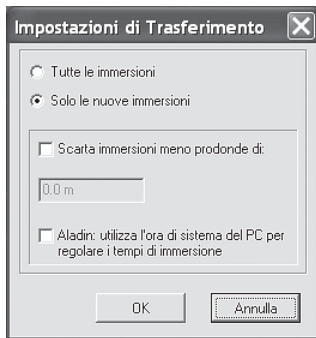 Impostazioni di Trasferimento
Tutte le immersioni
Solo le nuove immersioni
Scarta immersioni meno prodonde di:
0.0 m
Aladin: utilizza l'ora di sistema del PC per
regolare i tempi di immersione
OK
Annulla